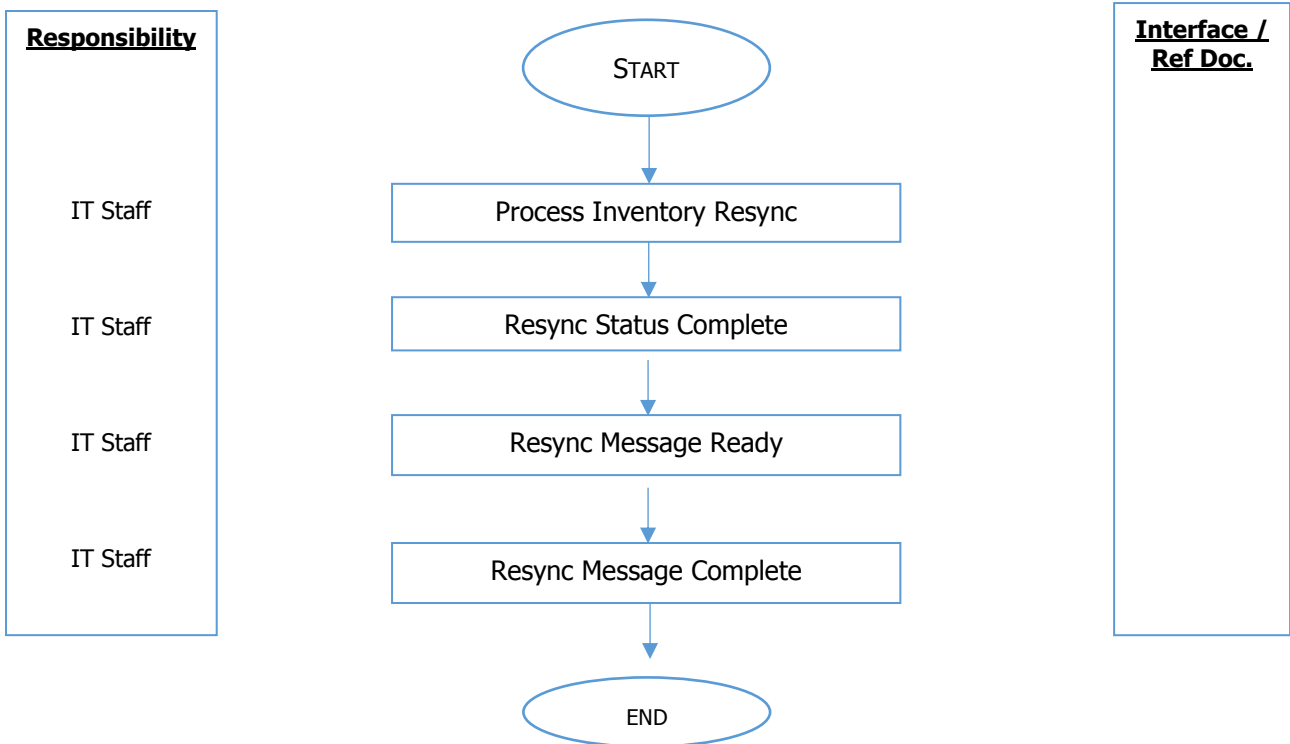 Responsibility
Interface /
Ref Doc.
START
IT Staff
Process Inventory Resync
IT Staff
Resync Status Complete
IT Staff
Resync Message Ready
IT Staff
Resync Message Complete
END